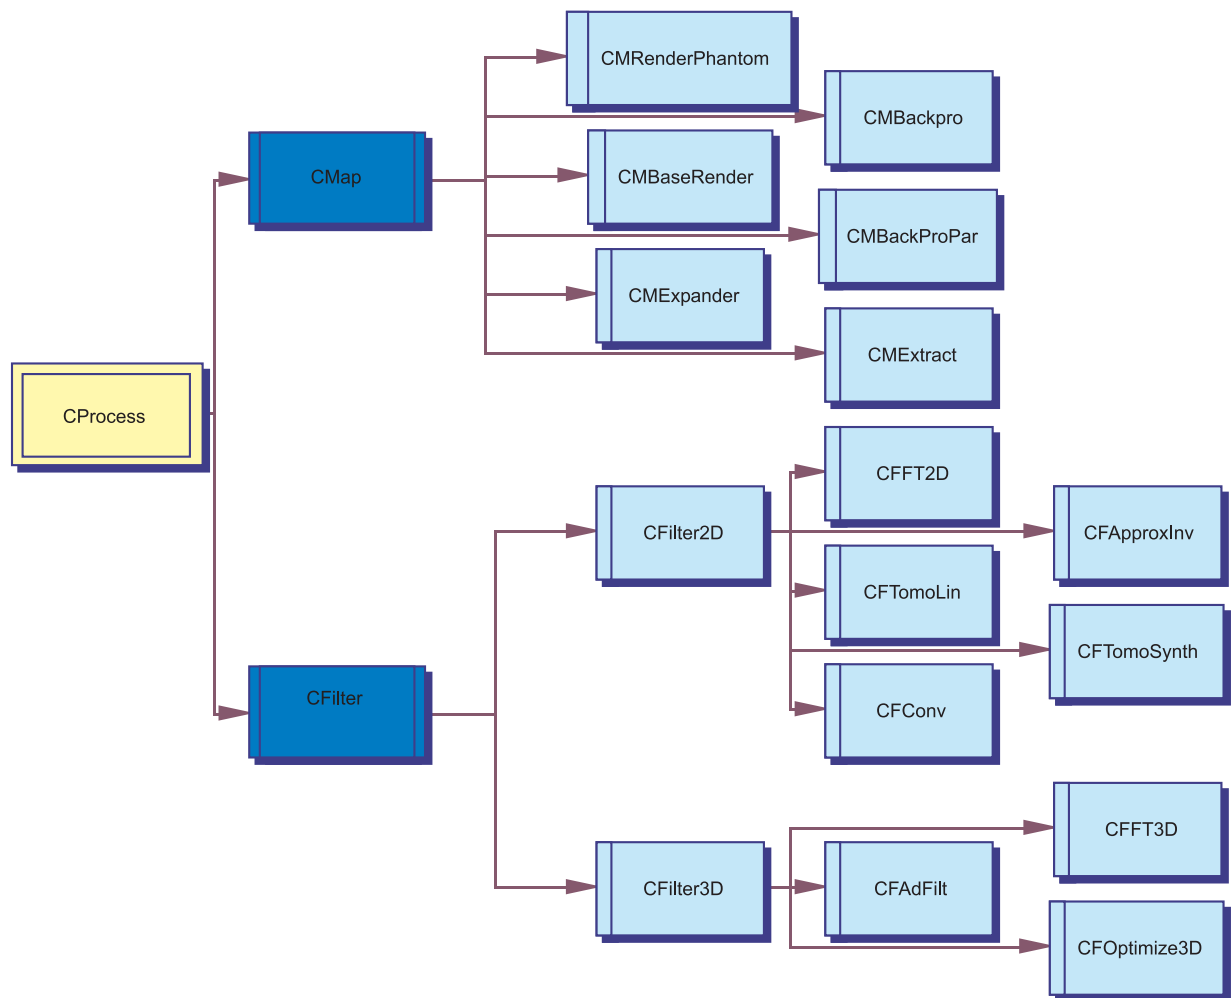 CMRenderPhantom
CMBackpro
CMap
CMBaseRender
CMBackProPar
CMExpander
CMExtract
CProcess
CFFT2D
CFilter2D
CFApproxInv
CFTomoLin
CFTomoSynth
CFilter
CFConv
CFFT3D
CFilter3D
CFAdFilt
CFOptimize3D